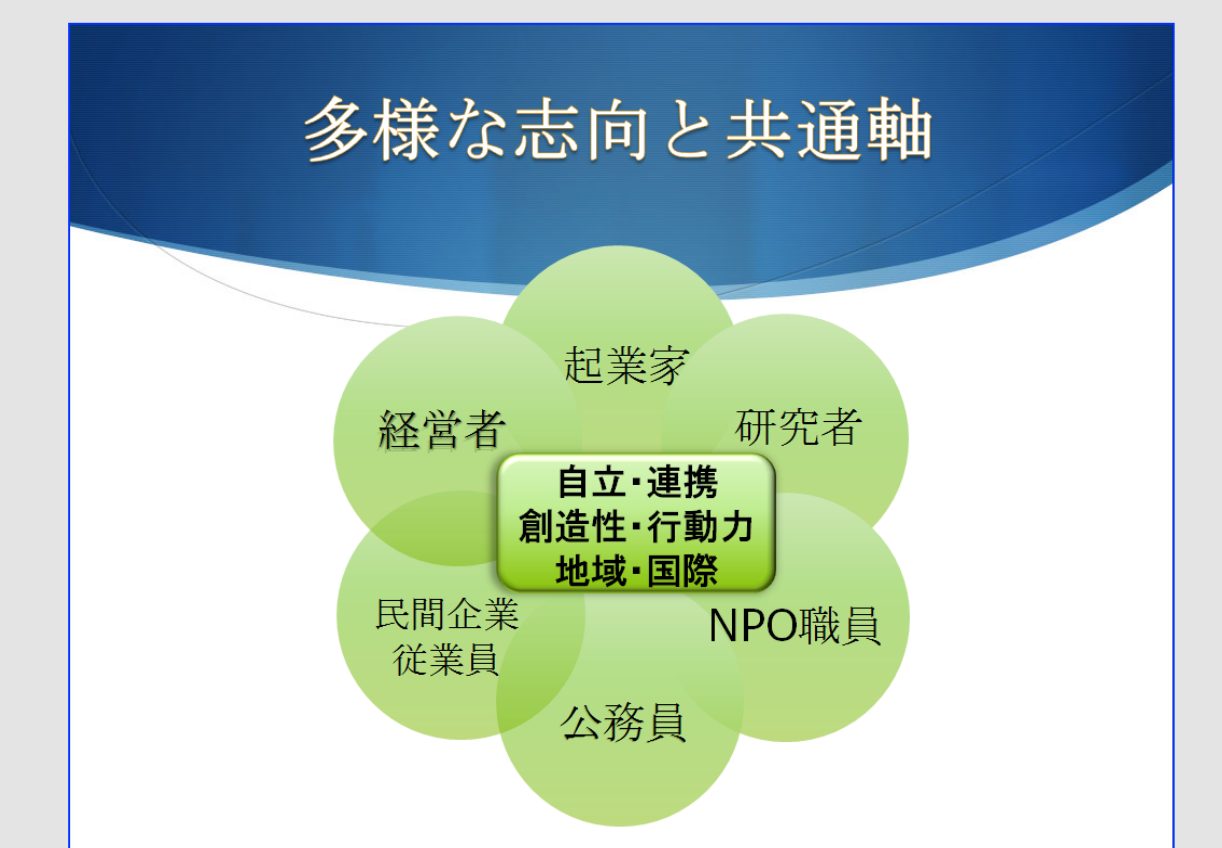 多様な志向と共通軸
起業家
経営者
研究者
自立・連携
創造性・行動力
地域・国際
民間企業
従業員
NPO職員
公務員